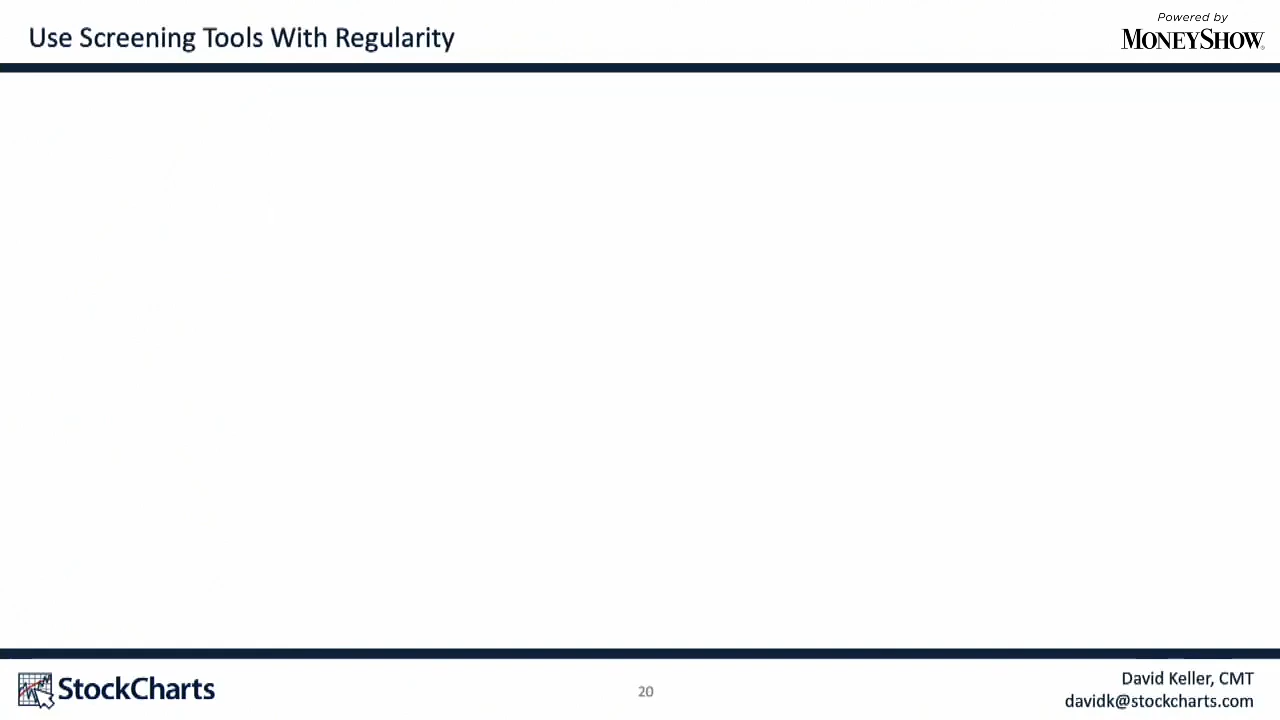 Use Screening Tools With Regularity
Powered by
MONEYSHOW®
StockCharts
20
David Keller, CMT
davidk@stockcharts.com